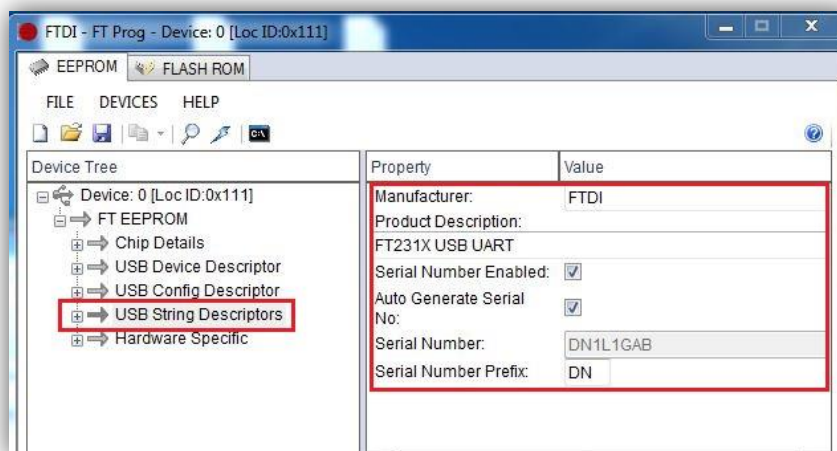 FTDI - FT Prog - Device: 0 [Loc ID:0x111]
EEPROM FLASH ROM
FILE DEVICES HELP
C:\
Device Tree
Device: 0 [Loc ID:0x111]
FT EEPROM
Chip Details
USB Device Descriptor
USB Config Descriptor
USB String Descriptors
Hardware Specific
Property Value
Manufacturer: FTDI
Product Description:
FT231X USB UART
Serial Number Enabled:
Auto Generate Serial
No:
Serial Number: DN1L1GAB
Serial Number Prefix: DN